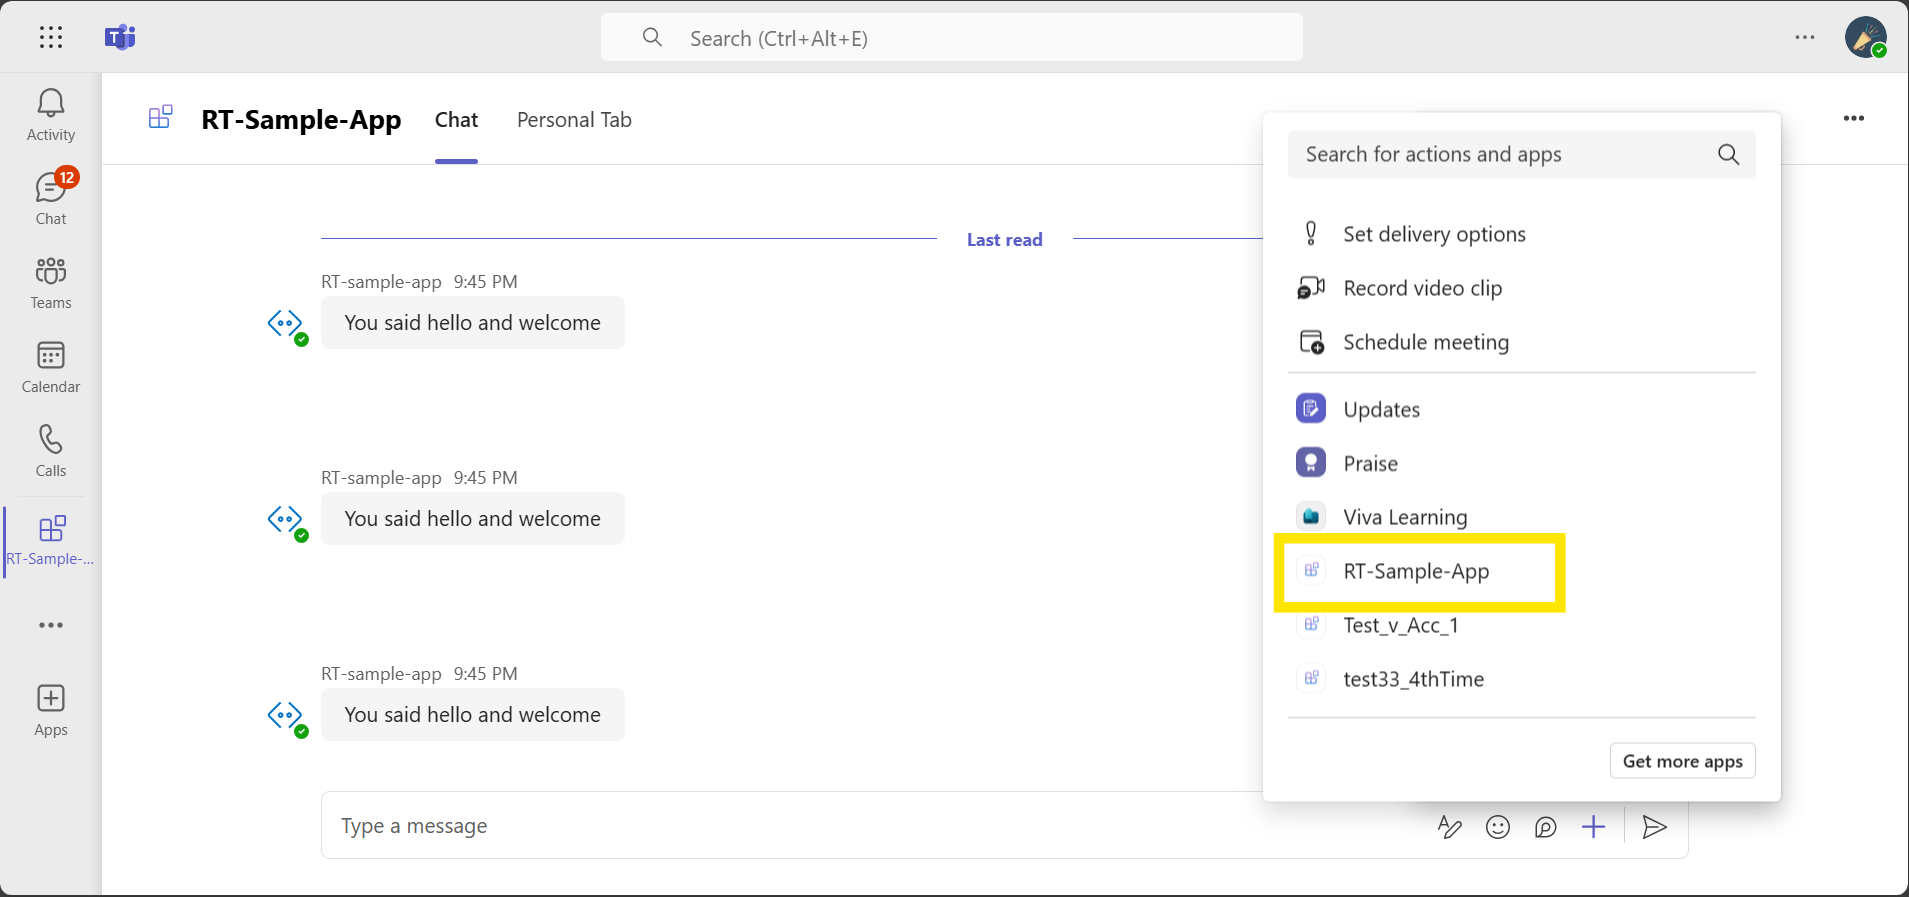 Search (Ctrl+Alt+E)
Activity
12
Chat
Teams
Calendar
Calls
RT-Sample-...
Apps
RT-Sample-App
Chat
Personal Tab
Last read
RT-sample-app 9:45 PM
You said hello and welcome
RT-sample-app 9:45 PM
You said hello and welcome
RT-sample-app 9:45 PM
You said hello and welcome
Type a message
Search for actions and apps
Set delivery options
Record video clip
Schedule meeting
Updates
Praise
Viva Learning
RT-Sample-App
Test_v_Acc_1
test33_4thTime
Get more apps